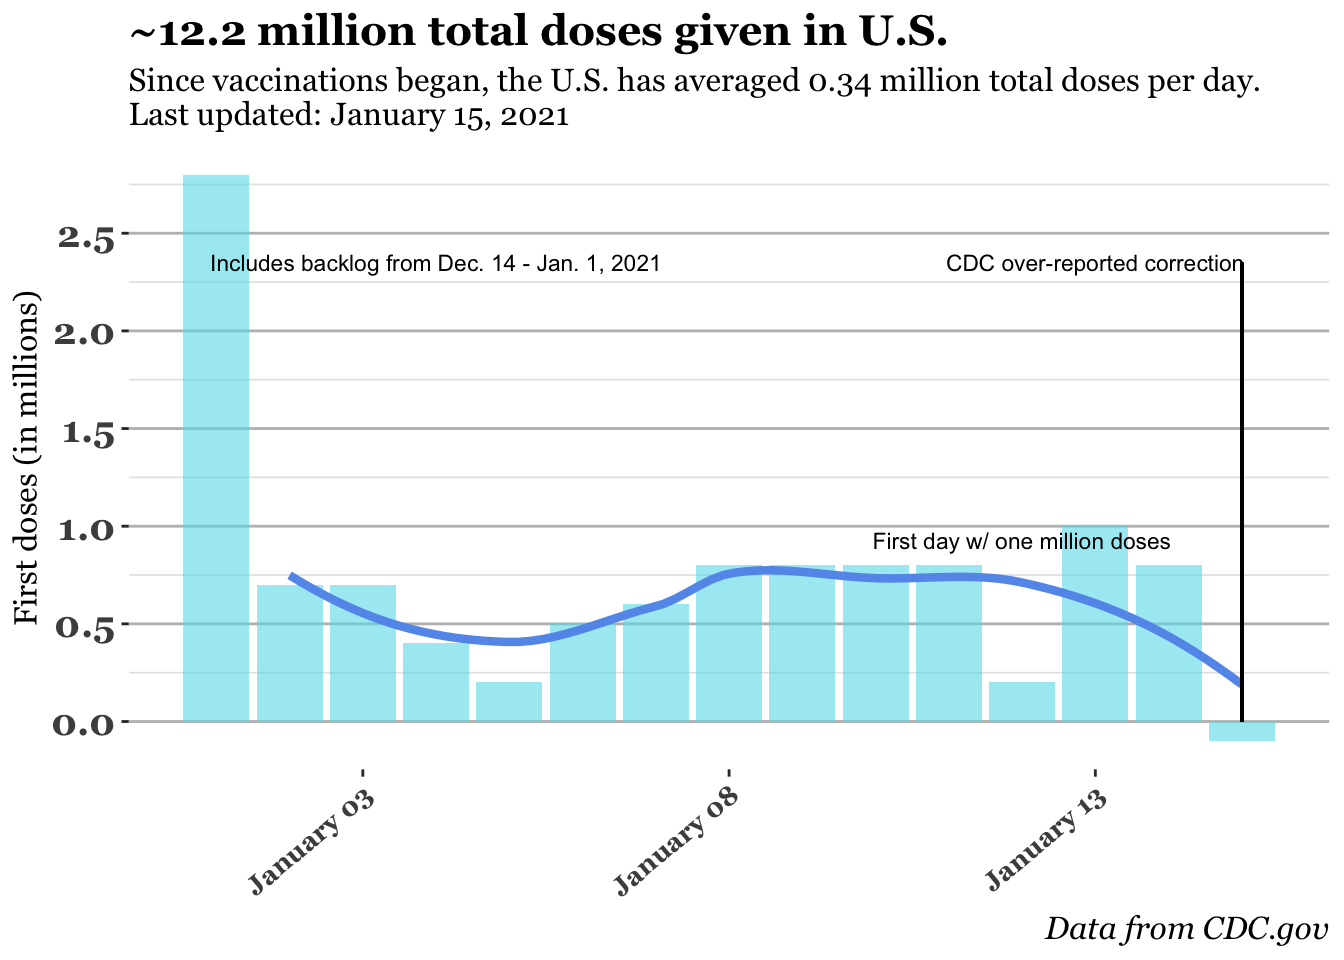 ~12.2 million total doses given in U.S.
Since vaccinations began, the U.S. has averaged 0.34 million total doses per day.
Last updated: January 15, 2021
First doses (in millions)
2.5
2.0
1.5
1.0
0.5
0.0
Includes backlog from Dec. 14 - Jan. 1, 2021
CDC over-reported correction
First day w/ one million doses
January 03
January 08
January 13
Data from CDC.gov